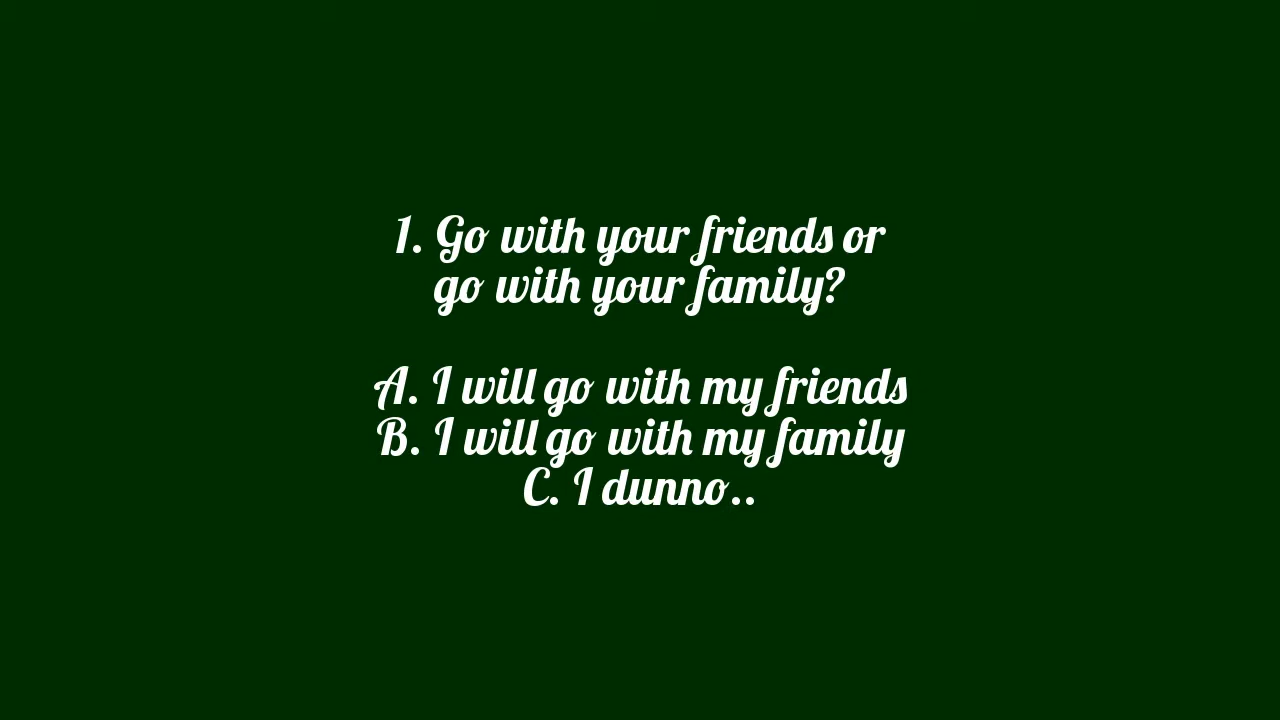 1. Go with your friends or
go with your family?
A. I will go with my friends
B. I will go with my family
C. I dunno..